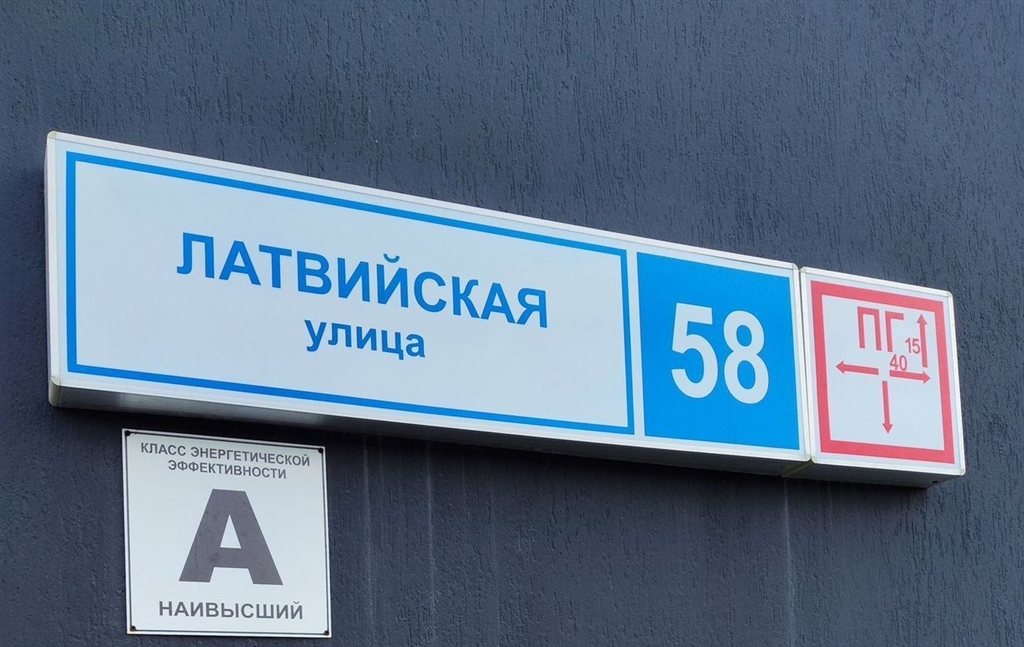 ЛАТВИЙСКАЯ
улица
58
ПГ
15
40
КЛАСС ЭНЕРГЕТИЧЕСКОЙ
ЭФФЕКТИВНОСТИ
А
НАИВЫСШИЙ